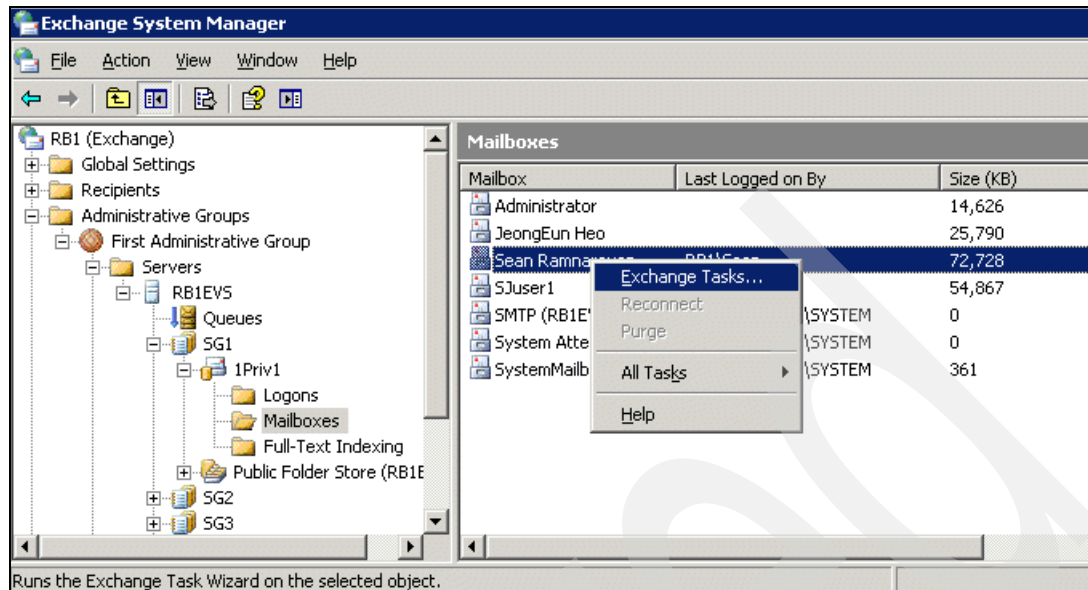 Exchange System Manager
File Action View Window Help
RB1 (Exchange)
Global Settings
Recipients
Administrative Groups
First Administrative Group
Servers
RB1EVS
Queues
SG1
1Priv1
Logons
Mailboxes
Full-Text Indexing
Public Folder Store (RB1E
SG2
SG3
Mailboxes
Mailbox Last Logged on By Size (KB)
Administrator 14,626
JeongEun Heo 25,790
Sean 72,728
SJuser1 54,867
SMTP (RB1E \SYSTEM 0
System Atte \SYSTEM 0
SystemMailb \SYSTEM 361
Exchange Tasks...
Reconnect
Purge
All Tasks
Help
Runs the Exchange Task Wizard on the selected object.